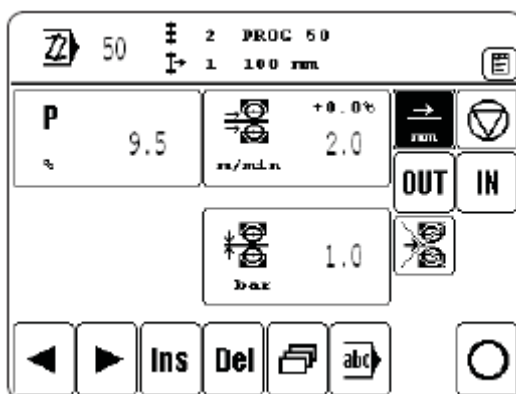 50
2 PROG 50
1 100 mm
P
% 9.5
+0.0%
m/min 2.0
mm
OUT IN
1.0
bar
Ins Del abc